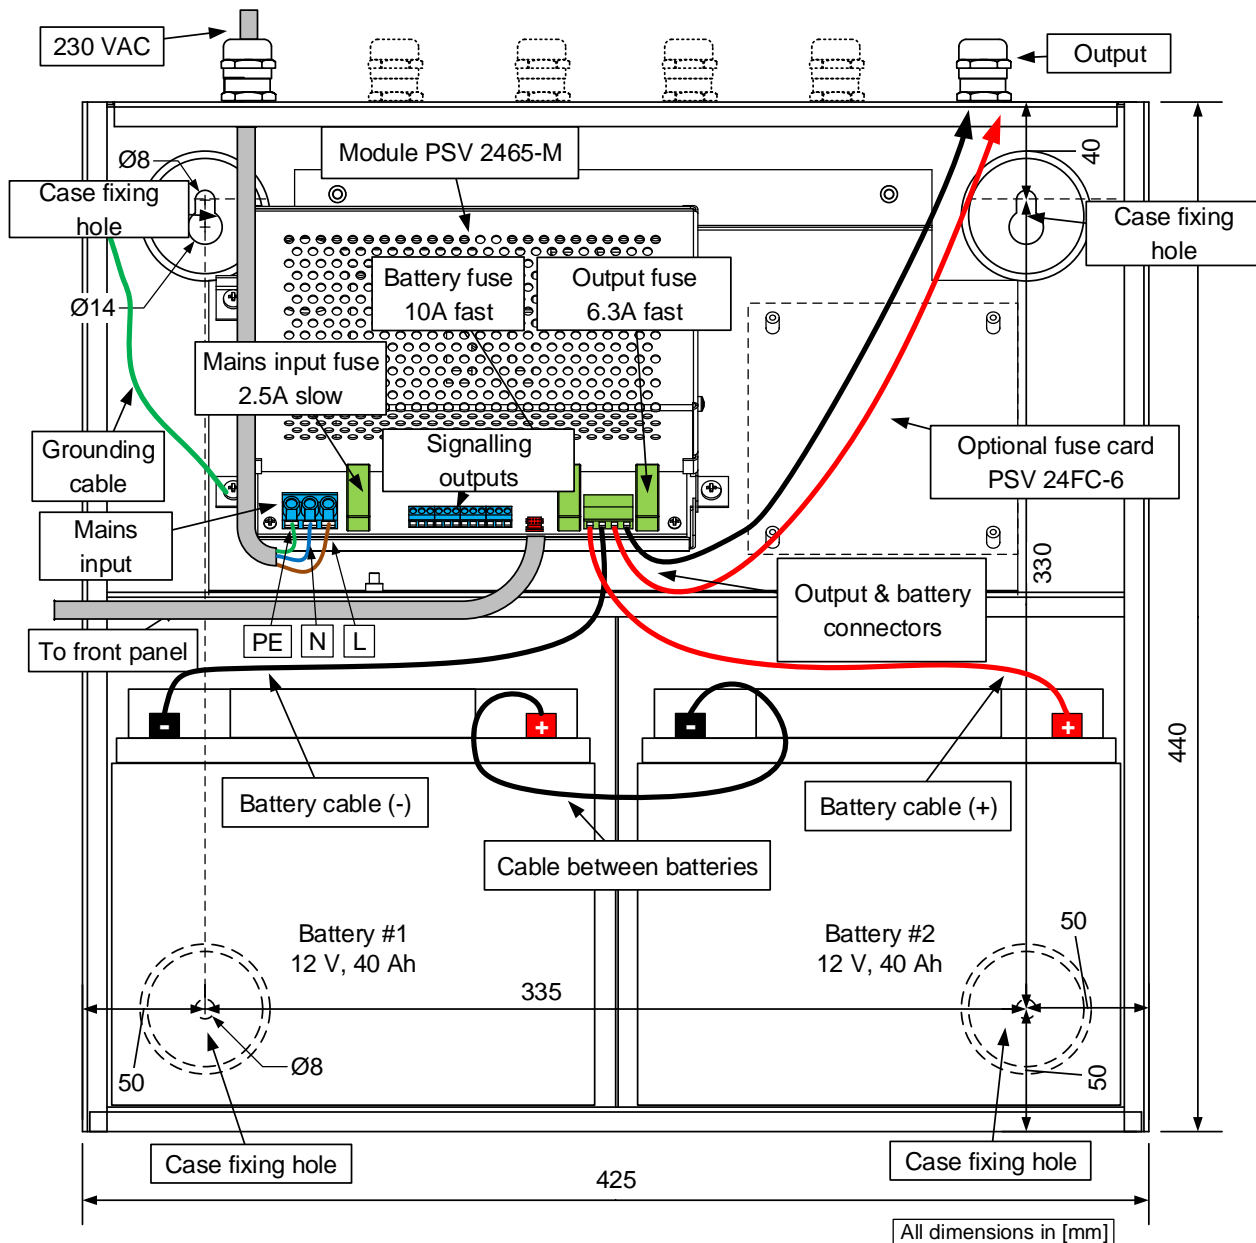 230 VAC
Output
Module PSV 2465-M
Ø8
40
Case fixing
hole
Case fixing
hole
Battery fuse
10A fast
Output fuse
6.3A fast
Ø14
Mains input fuse
2.5A slow
Grounding
cable
Signalling
outputs
Optional fuse card
PSV 24FC-6
Mains
input
330
Output & battery
connectors
To front panel
PE
N
L
-
+
-
+
440
Battery cable (-)
Battery cable (+)
Cable between batteries
Battery #1
12 V, 40 Ah
Battery #2
12 V, 40 Ah
50
335
50
Ø8
50
Case fixing hole
Case fixing hole
425
All dimensions in [mm]